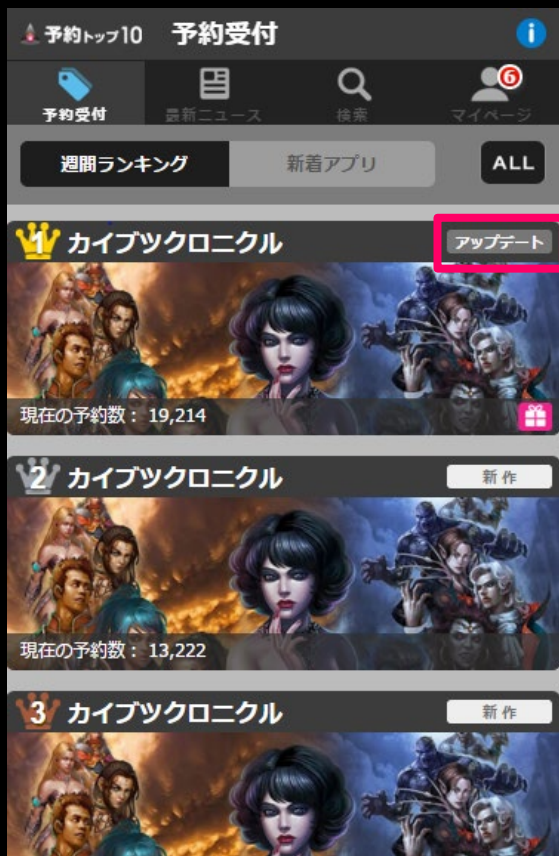 予約トップ10 予約受付
i
6
予約受付 最新ニュース 検索 マイページ
週間ランキング 新着アプリ ALL
1 カイブツクロニクル アップデート
現在の予約数： 19,214
2 カイブツクロニクル 新作
現在の予約数： 13,222
3 カイブツクロニクル 新作